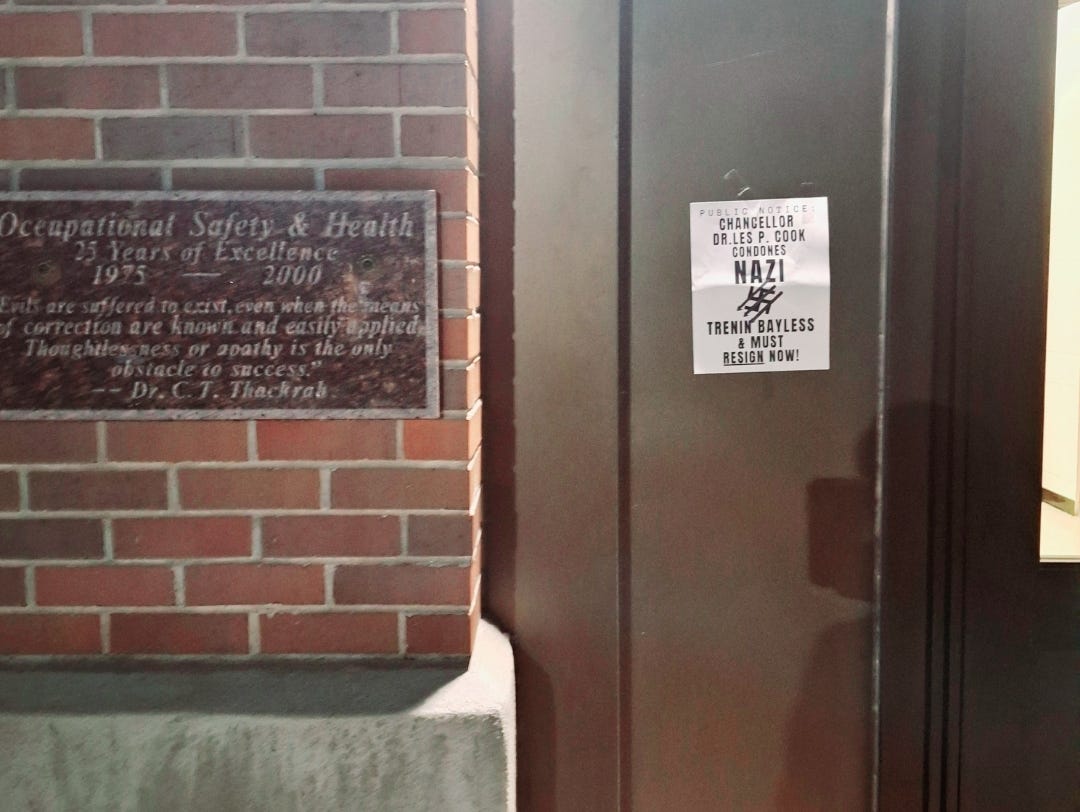 Occupational Safety & Health
25 Years of Excellence
1975 — 2000
Evils are suffered to exist, even when the means
of correction are known and easily applied.
Thoughtlessness or apathy is the only
obstacle to success."
-- Dr. C. T. Thackrah
PUBLIC NOTICE:
CHANCELLOR
DR.LES P. COOK
CONDONES
NAZI
TRENIN BAYLESS
& MUST
RESIGN NOW!